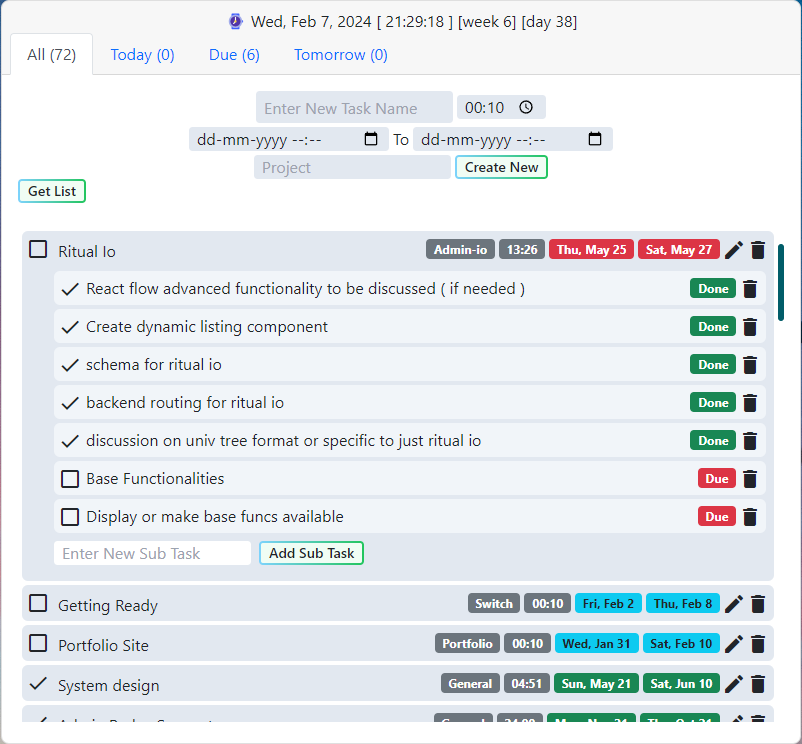 Wed, Feb 7, 2024 [ 21:29:18 ] [week 6] [day 38]
All (72) Today (0) Due (6) Tomorrow (0)
Enter New Task Name 00:10
dd-mm-yyyy --:-- To dd-mm-yyyy --:--
Project Create New
Get List
Ritual Io Admin-io 13:26 Thu, May 25 Sat, May 27
React flow advanced functionality to be discussed ( if needed ) Done
Create dynamic listing component Done
schema for ritual io Done
backend routing for ritual io Done
discussion on univ tree format or specific to just ritual io Done
Base Functionalities Due
Display or make base funcs available Due
Enter New Sub Task Add Sub Task
Getting Ready Switch 00:10 Fri, Feb 2 Thu, Feb 8
Portfolio Site Portfolio 00:10 Wed, Jan 31 Sat, Feb 10
System design General 04:51 Sun, May 21 Sat, Jun 10